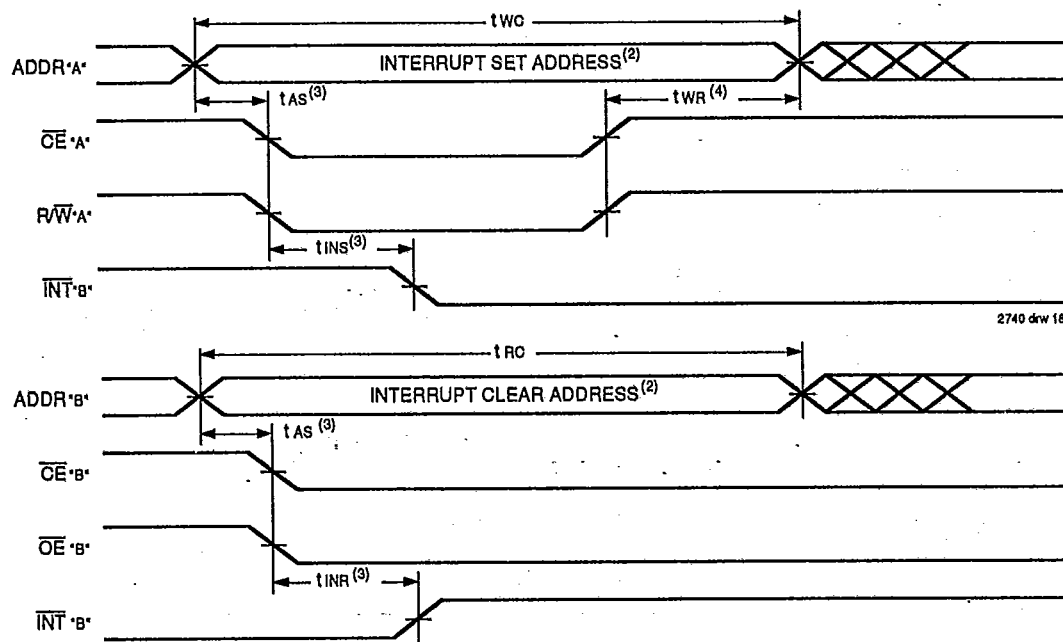 tWC
ADDR"A"
INTERRUPT SET ADDRESS(2)
tAS(3)
tWR(4)
CE"A"
R/W"A"
tINS(3)
INT"B"
2740 drw 16
tRC
ADDR"B"
INTERRUPT CLEAR ADDRESS(2)
tAS(3)
CE"B"
OE"B"
tINR(3)
INT"B"